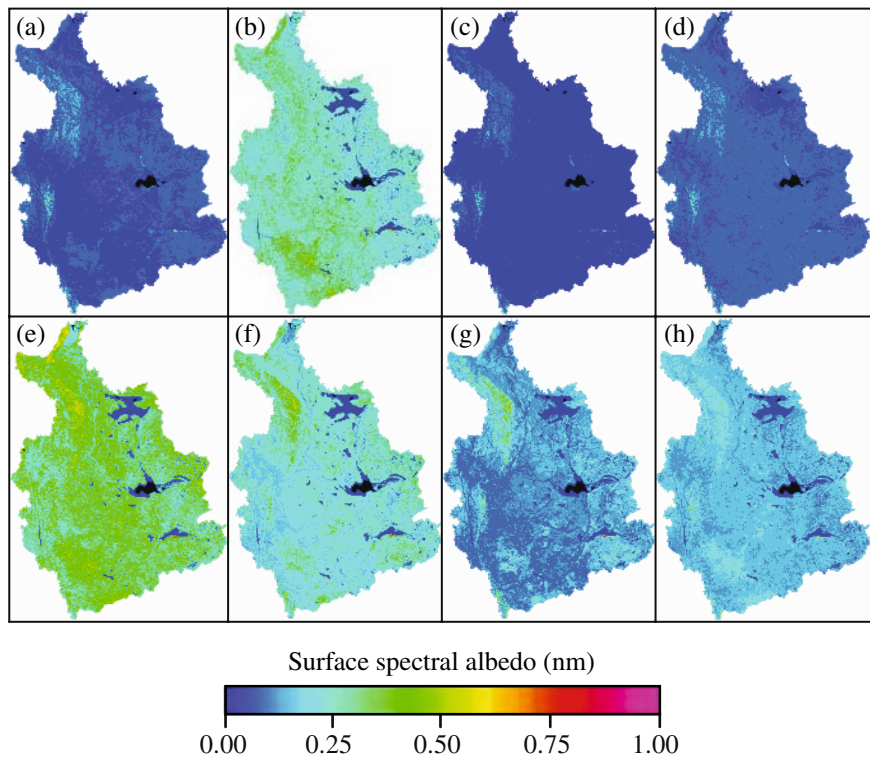 (a) (b) (c) (d)
(e) (f) (g) (h)
Surface spectral albedo (nm)
0.00 0.25 0.50 0.75 1.00